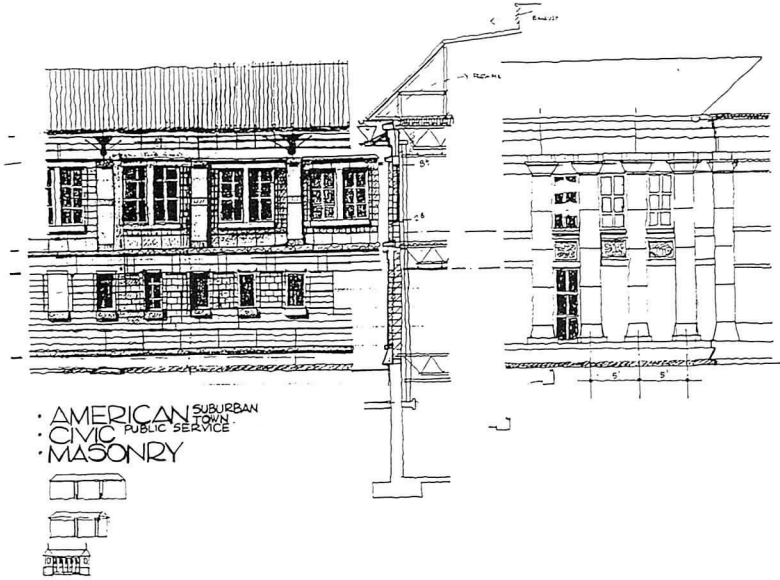 5' 5'
• AMERICAN SUBURBAN TOWN.
• CIVIC PUBLIC SERVICE
• MASONRY